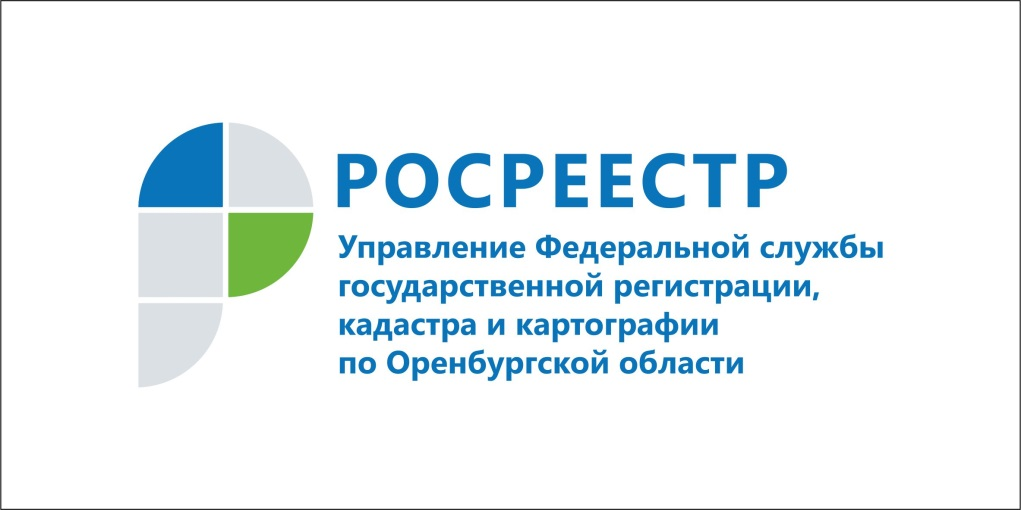 РОСРЕЕСТР
Управление Федеральной службы
государственной регистрации,
кадастра и картографии
по Оренбургской области